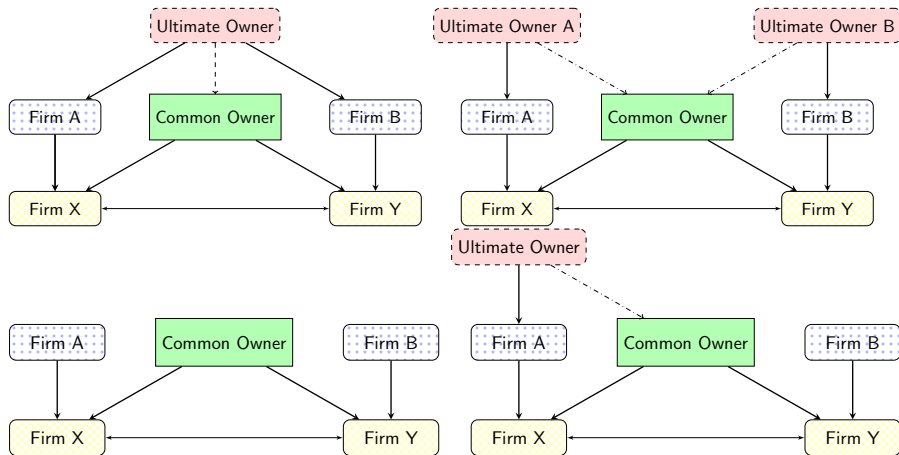 Ultimate Owner
Firm A
Common Owner
Firm B
Firm X
Firm Y
Ultimate Owner A
Ultimate Owner B
Firm A
Common Owner
Firm B
Firm X
Firm Y
Firm A
Common Owner
Firm B
Firm X
Firm Y
Ultimate Owner
Firm A
Common Owner
Firm B
Firm X
Firm Y